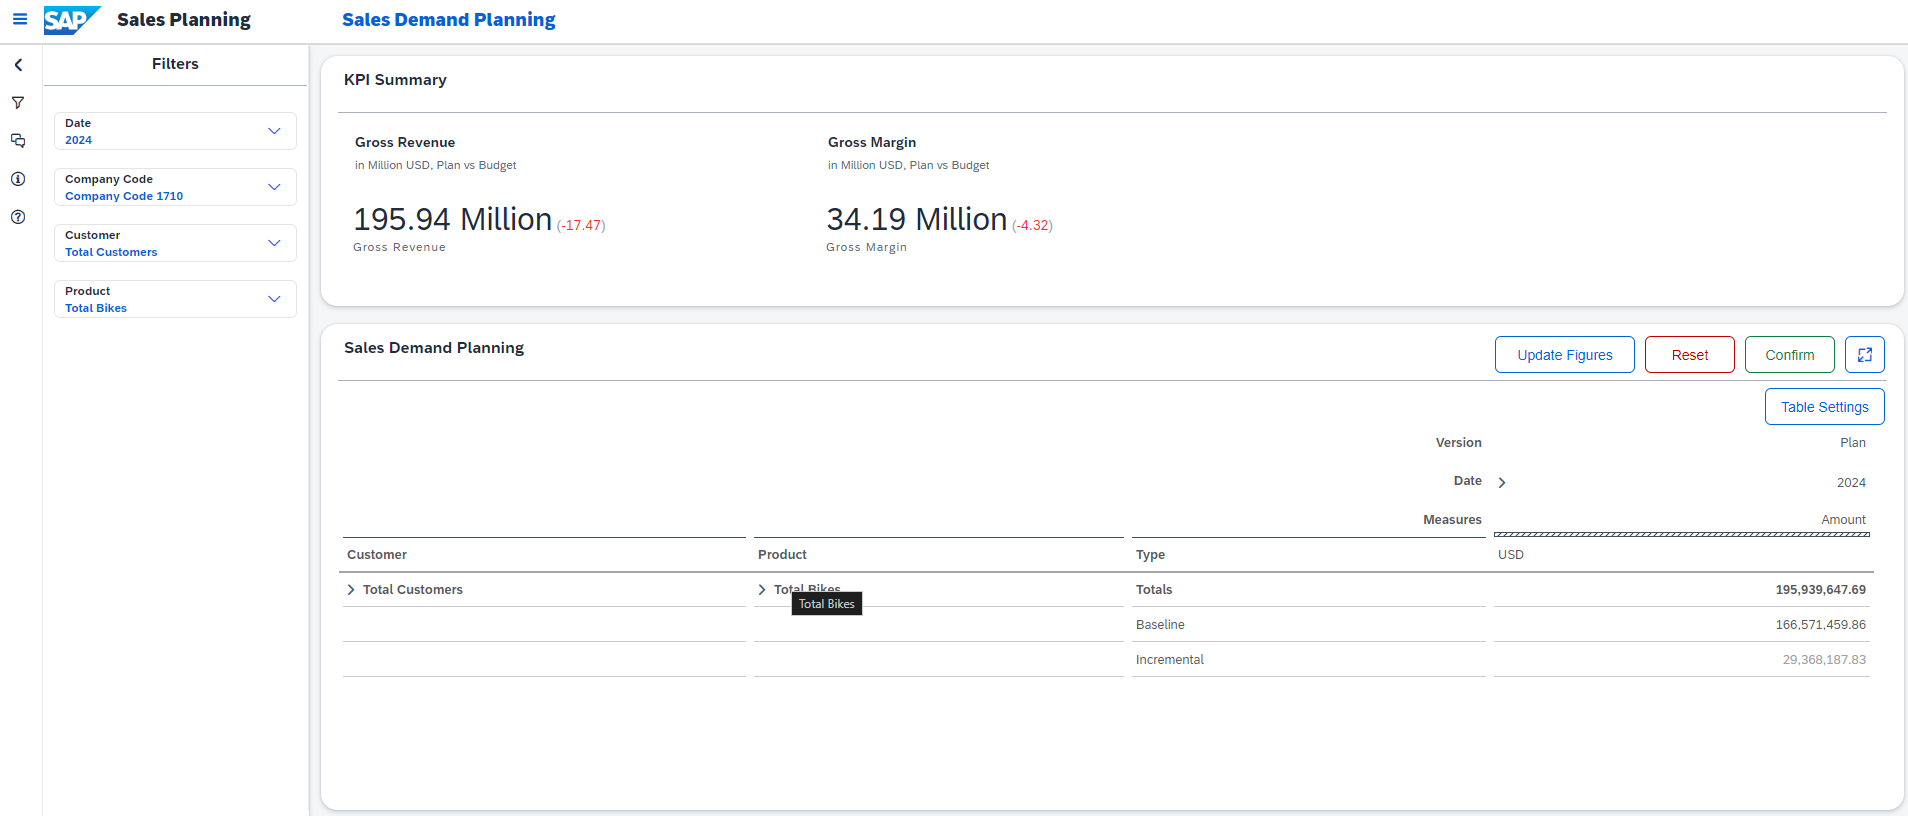 SAP Sales Planning
Sales Demand Planning
Filters
Date
2024
Company Code
Company Code 1710
Customer
Total Customers
Product
Total Bikes
KPI Summary
Gross Revenue
in Million USD, Plan vs Budget
195.94 Million (-17.47)
Gross Revenue
Gross Margin
in Million USD, Plan vs Budget
34.19 Million (-4.32)
Gross Margin
Sales Demand Planning
Update Figures
Reset
Confirm
Table Settings
Version Plan
Date 2024
Measures Amount
Customer Product Type USD
Total Customers Total Bikes Totals 195,939,647.69
Total Bikes
Baseline 166,571,459.86
Incremental 29,368,187.83